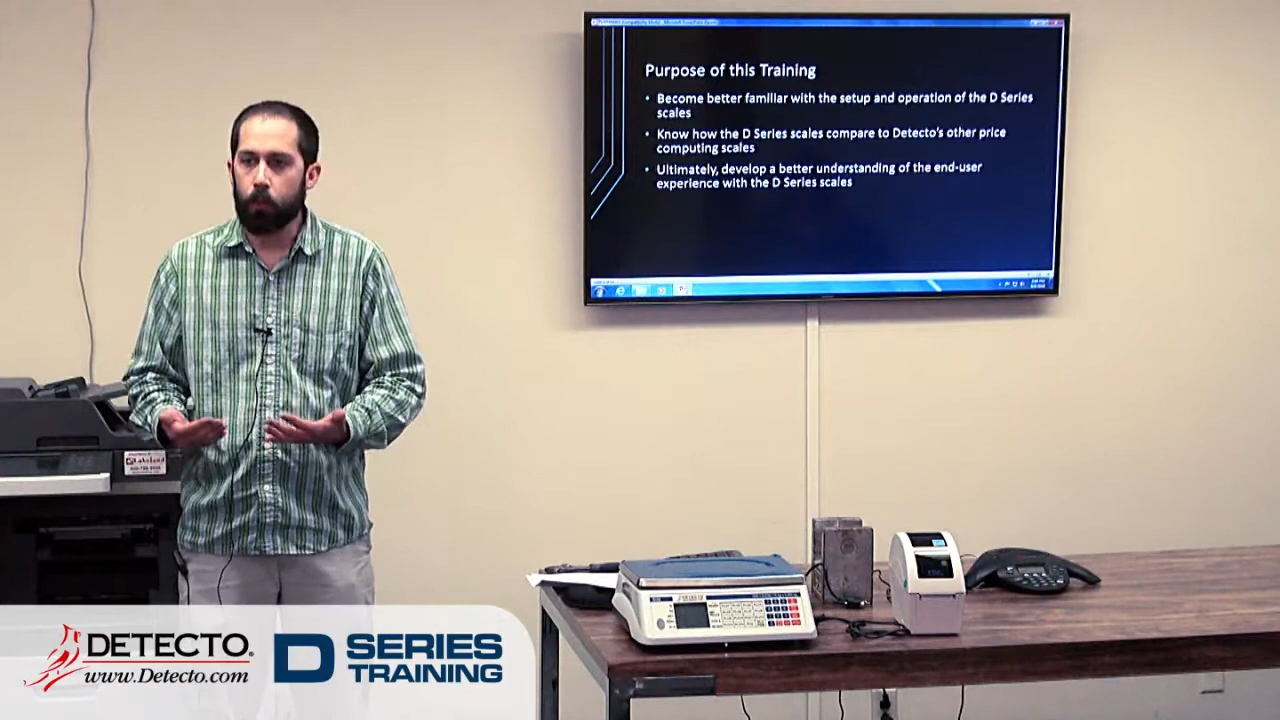 Purpose of this Training
• Become better familiar with the setup and operation of the D Series
scales
• Know how the D Series scales compare to Detecto's other price
computing scales
• Ultimately, develop a better understanding of the end-user
experience with the D Series scales
DETECTO®
www.Detecto.com
D SERIES
TRAINING
DETECTO